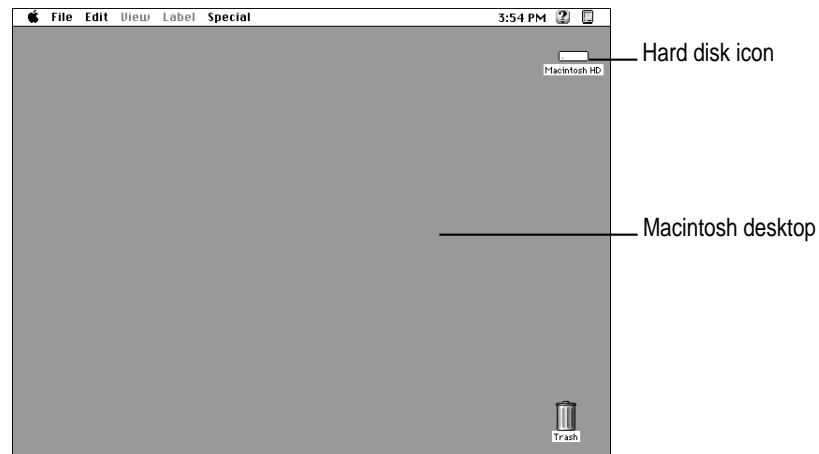 File Edit View Label Special 3:54 PM
Hard disk icon
Macintosh HD
Macintosh desktop
Trash